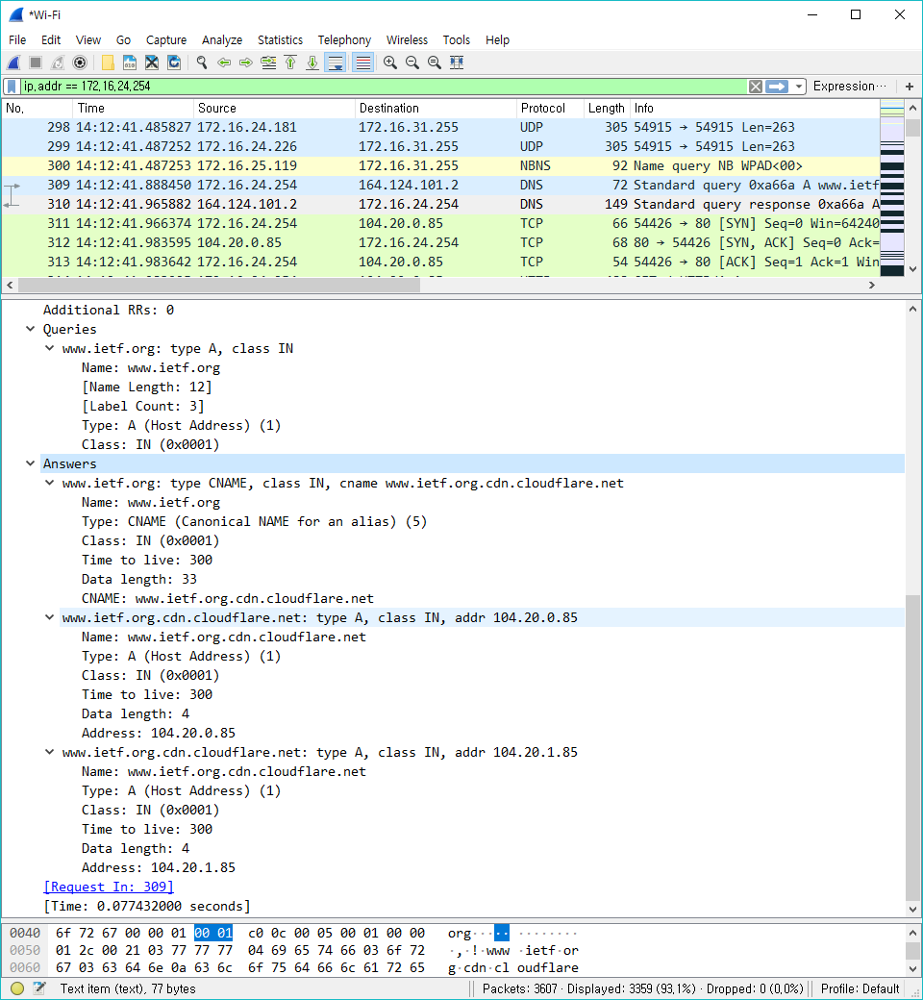 *Wi-Fi
File Edit View Go Capture Analyze Statistics Telephony Wireless Tools Help
ip.addr == 172.16.24.254 Expression… +
No. Time Source Destination Protocol Length Info
298 14:12:41.485827 172.16.24.181 172.16.31.255 UDP 305 54915 → 54915 Len=263
299 14:12:41.487252 172.16.24.226 172.16.31.255 UDP 305 54915 → 54915 Len=263
300 14:12:41.487253 172.16.25.119 172.16.31.255 NBNS 92 Name query NB WPAD<00>
309 14:12:41.888450 172.16.24.254 164.124.101.2 DNS 72 Standard query 0xa66a A www.ietf
310 14:12:41.965882 164.124.101.2 172.16.24.254 DNS 149 Standard query response 0xa66a A
311 14:12:41.966374 172.16.24.254 104.20.0.85 TCP 66 54426 → 80 [SYN] Seq=0 Win=64240
312 14:12:41.983595 104.20.0.85 172.16.24.254 TCP 68 80 → 54426 [SYN, ACK] Seq=0 Ack=
313 14:12:41.983642 172.16.24.254 104.20.0.85 TCP 54 54426 → 80 [ACK] Seq=1 Ack=1 Win
Additional RRs: 0
Queries
www.ietf.org: type A, class IN
Name: www.ietf.org
[Name Length: 12]
[Label Count: 3]
Type: A (Host Address) (1)
Class: IN (0x0001)
Answers
www.ietf.org: type CNAME, class IN, cname www.ietf.org.cdn.cloudflare.net
Name: www.ietf.org
Type: CNAME (Canonical NAME for an alias) (5)
Class: IN (0x0001)
Time to live: 300
Data length: 33
CNAME: www.ietf.org.cdn.cloudflare.net
www.ietf.org.cdn.cloudflare.net: type A, class IN, addr 104.20.0.85
Name: www.ietf.org.cdn.cloudflare.net
Type: A (Host Address) (1)
Class: IN (0x0001)
Time to live: 300
Data length: 4
Address: 104.20.0.85
www.ietf.org.cdn.cloudflare.net: type A, class IN, addr 104.20.1.85
Name: www.ietf.org.cdn.cloudflare.net
Type: A (Host Address) (1)
Class: IN (0x0001)
Time to live: 300
Data length: 4
Address: 104.20.1.85
[Request In: 309]
[Time: 0.077432000 seconds]
0040 6f 72 67 00 00 01 00 01 c0 0c 00 05 00 01 00 00 org····· ········
0050 01 2c 00 21 03 77 77 77 04 69 65 74 66 03 6f 72 ·,·!·www ·ietf·or
0060 67 03 63 64 6e 0a 63 6c 6f 75 64 66 6c 61 72 65 g·cdn·cl oudflare
Text item (text), 77 bytes Packets: 3607 · Displayed: 3359 (93.1%) · Dropped: 0 (0.0%) Profile: Default